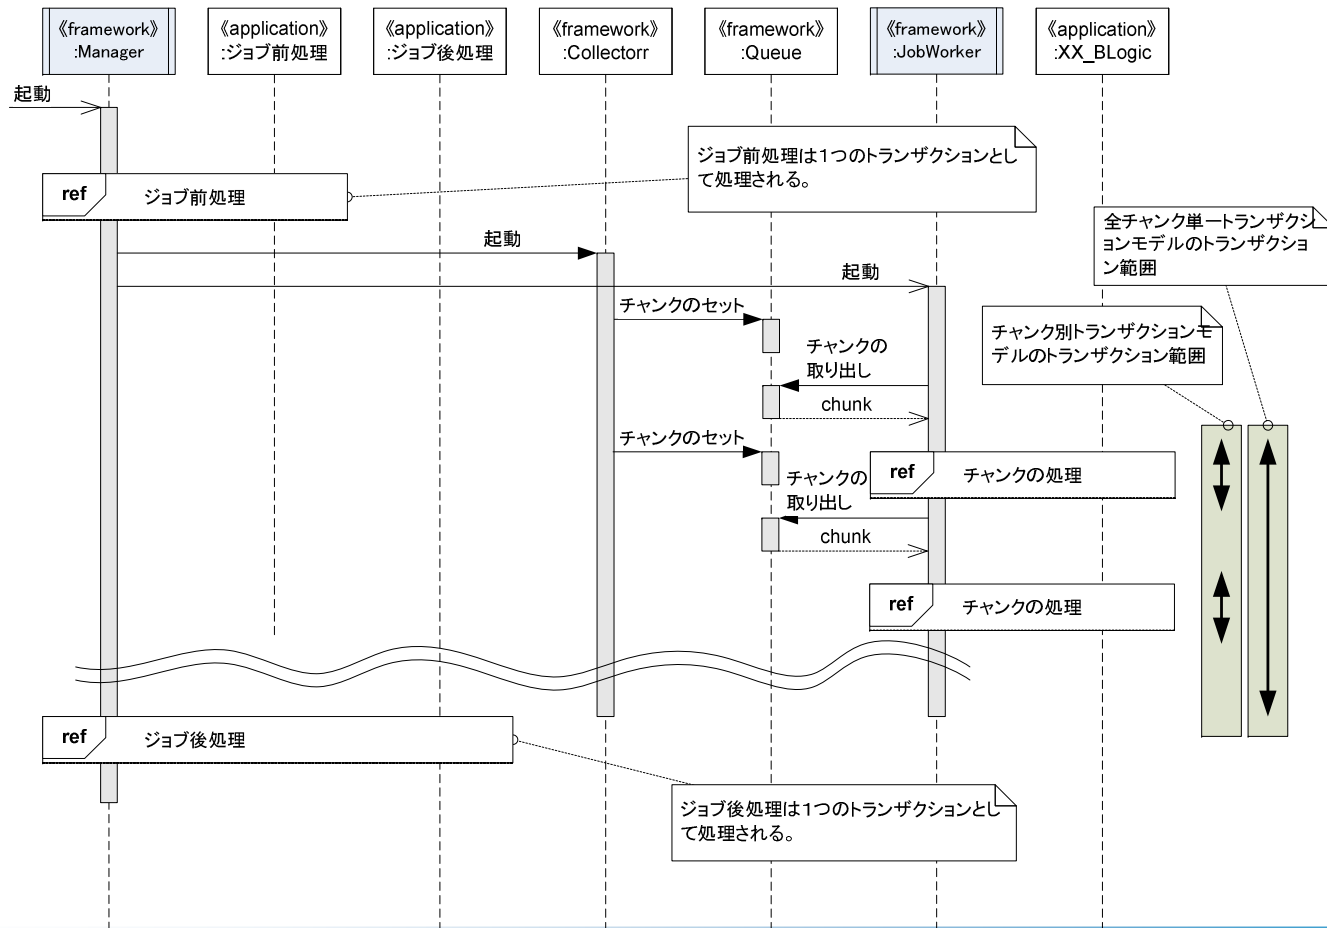 《framework》
:Manager
《application》
:ジョブ前処理
《application》
:ジョブ後処理
《framework》
:Collectorr
《framework》
:Queue
《framework》
:JobWorker
《application》
:XX_BLogic
起動
ジョブ前処理は１つのトランザクションとし
て処理される。
ref
ジョブ前処理
全チャンク単一トランザクシ
ョンモデルのトランザクショ
ン範囲
起動
起動
チャンクのセット
チャンク別トランザクションモ
デルのトランザクション範囲
チャンクの
取り出し
chunk
チャンクのセット
ref
チャンクの処理
チャンクの
取り出し
chunk
ref
チャンクの処理
ref
ジョブ後処理
ジョブ後処理は１つのトランザクションとし
て処理される。